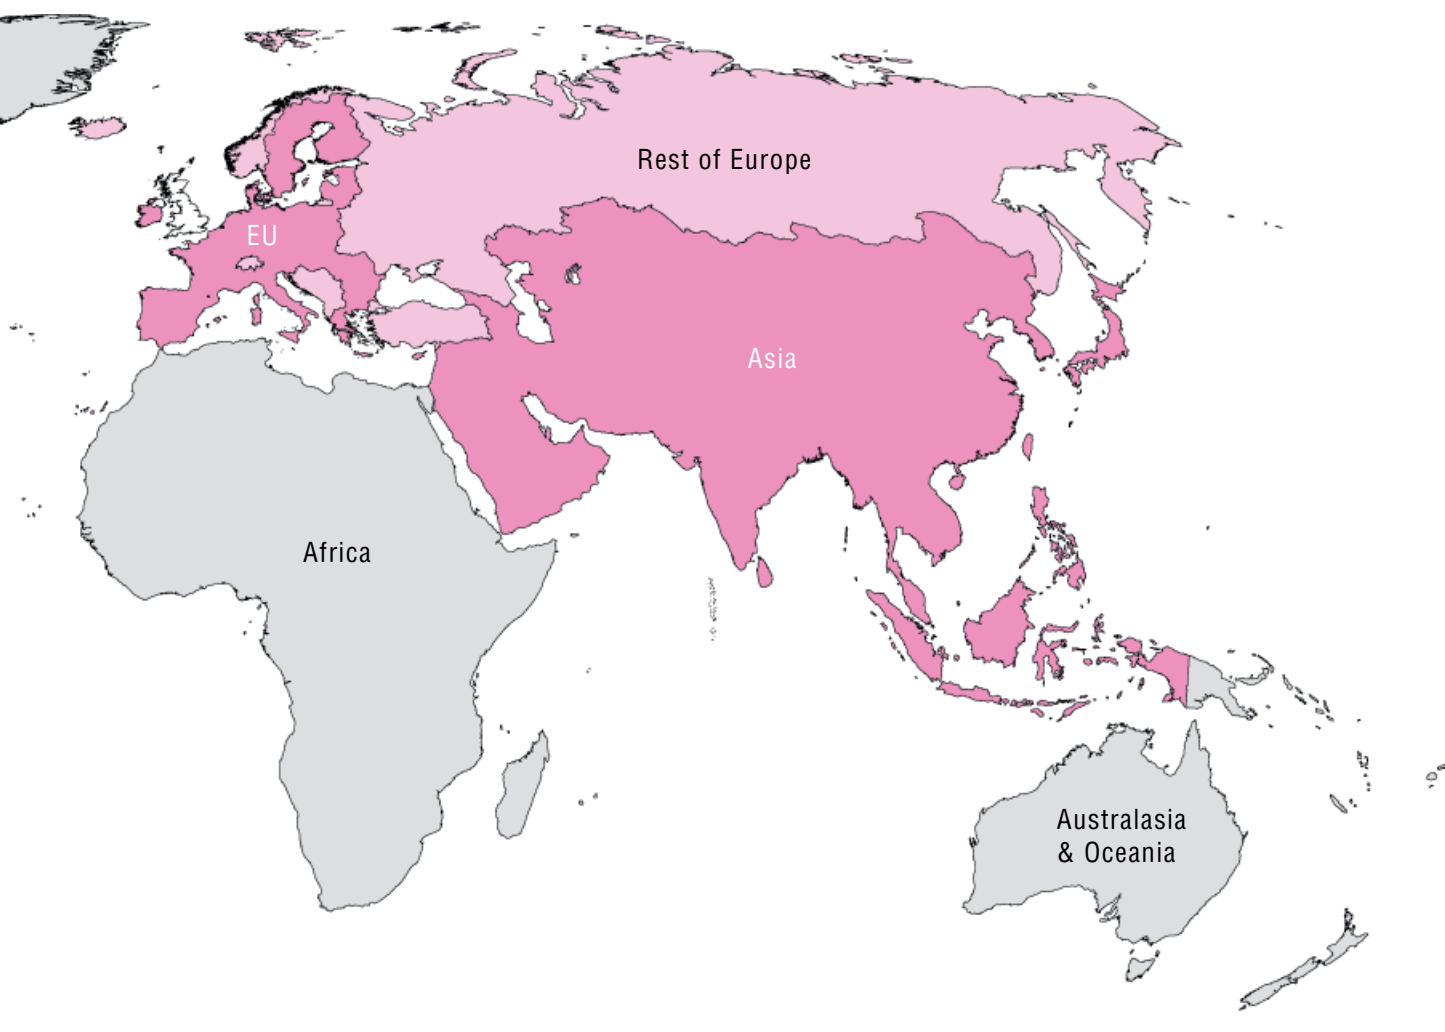 Rest of Europe
EU
Asia
Africa
Australasia
& Oceania